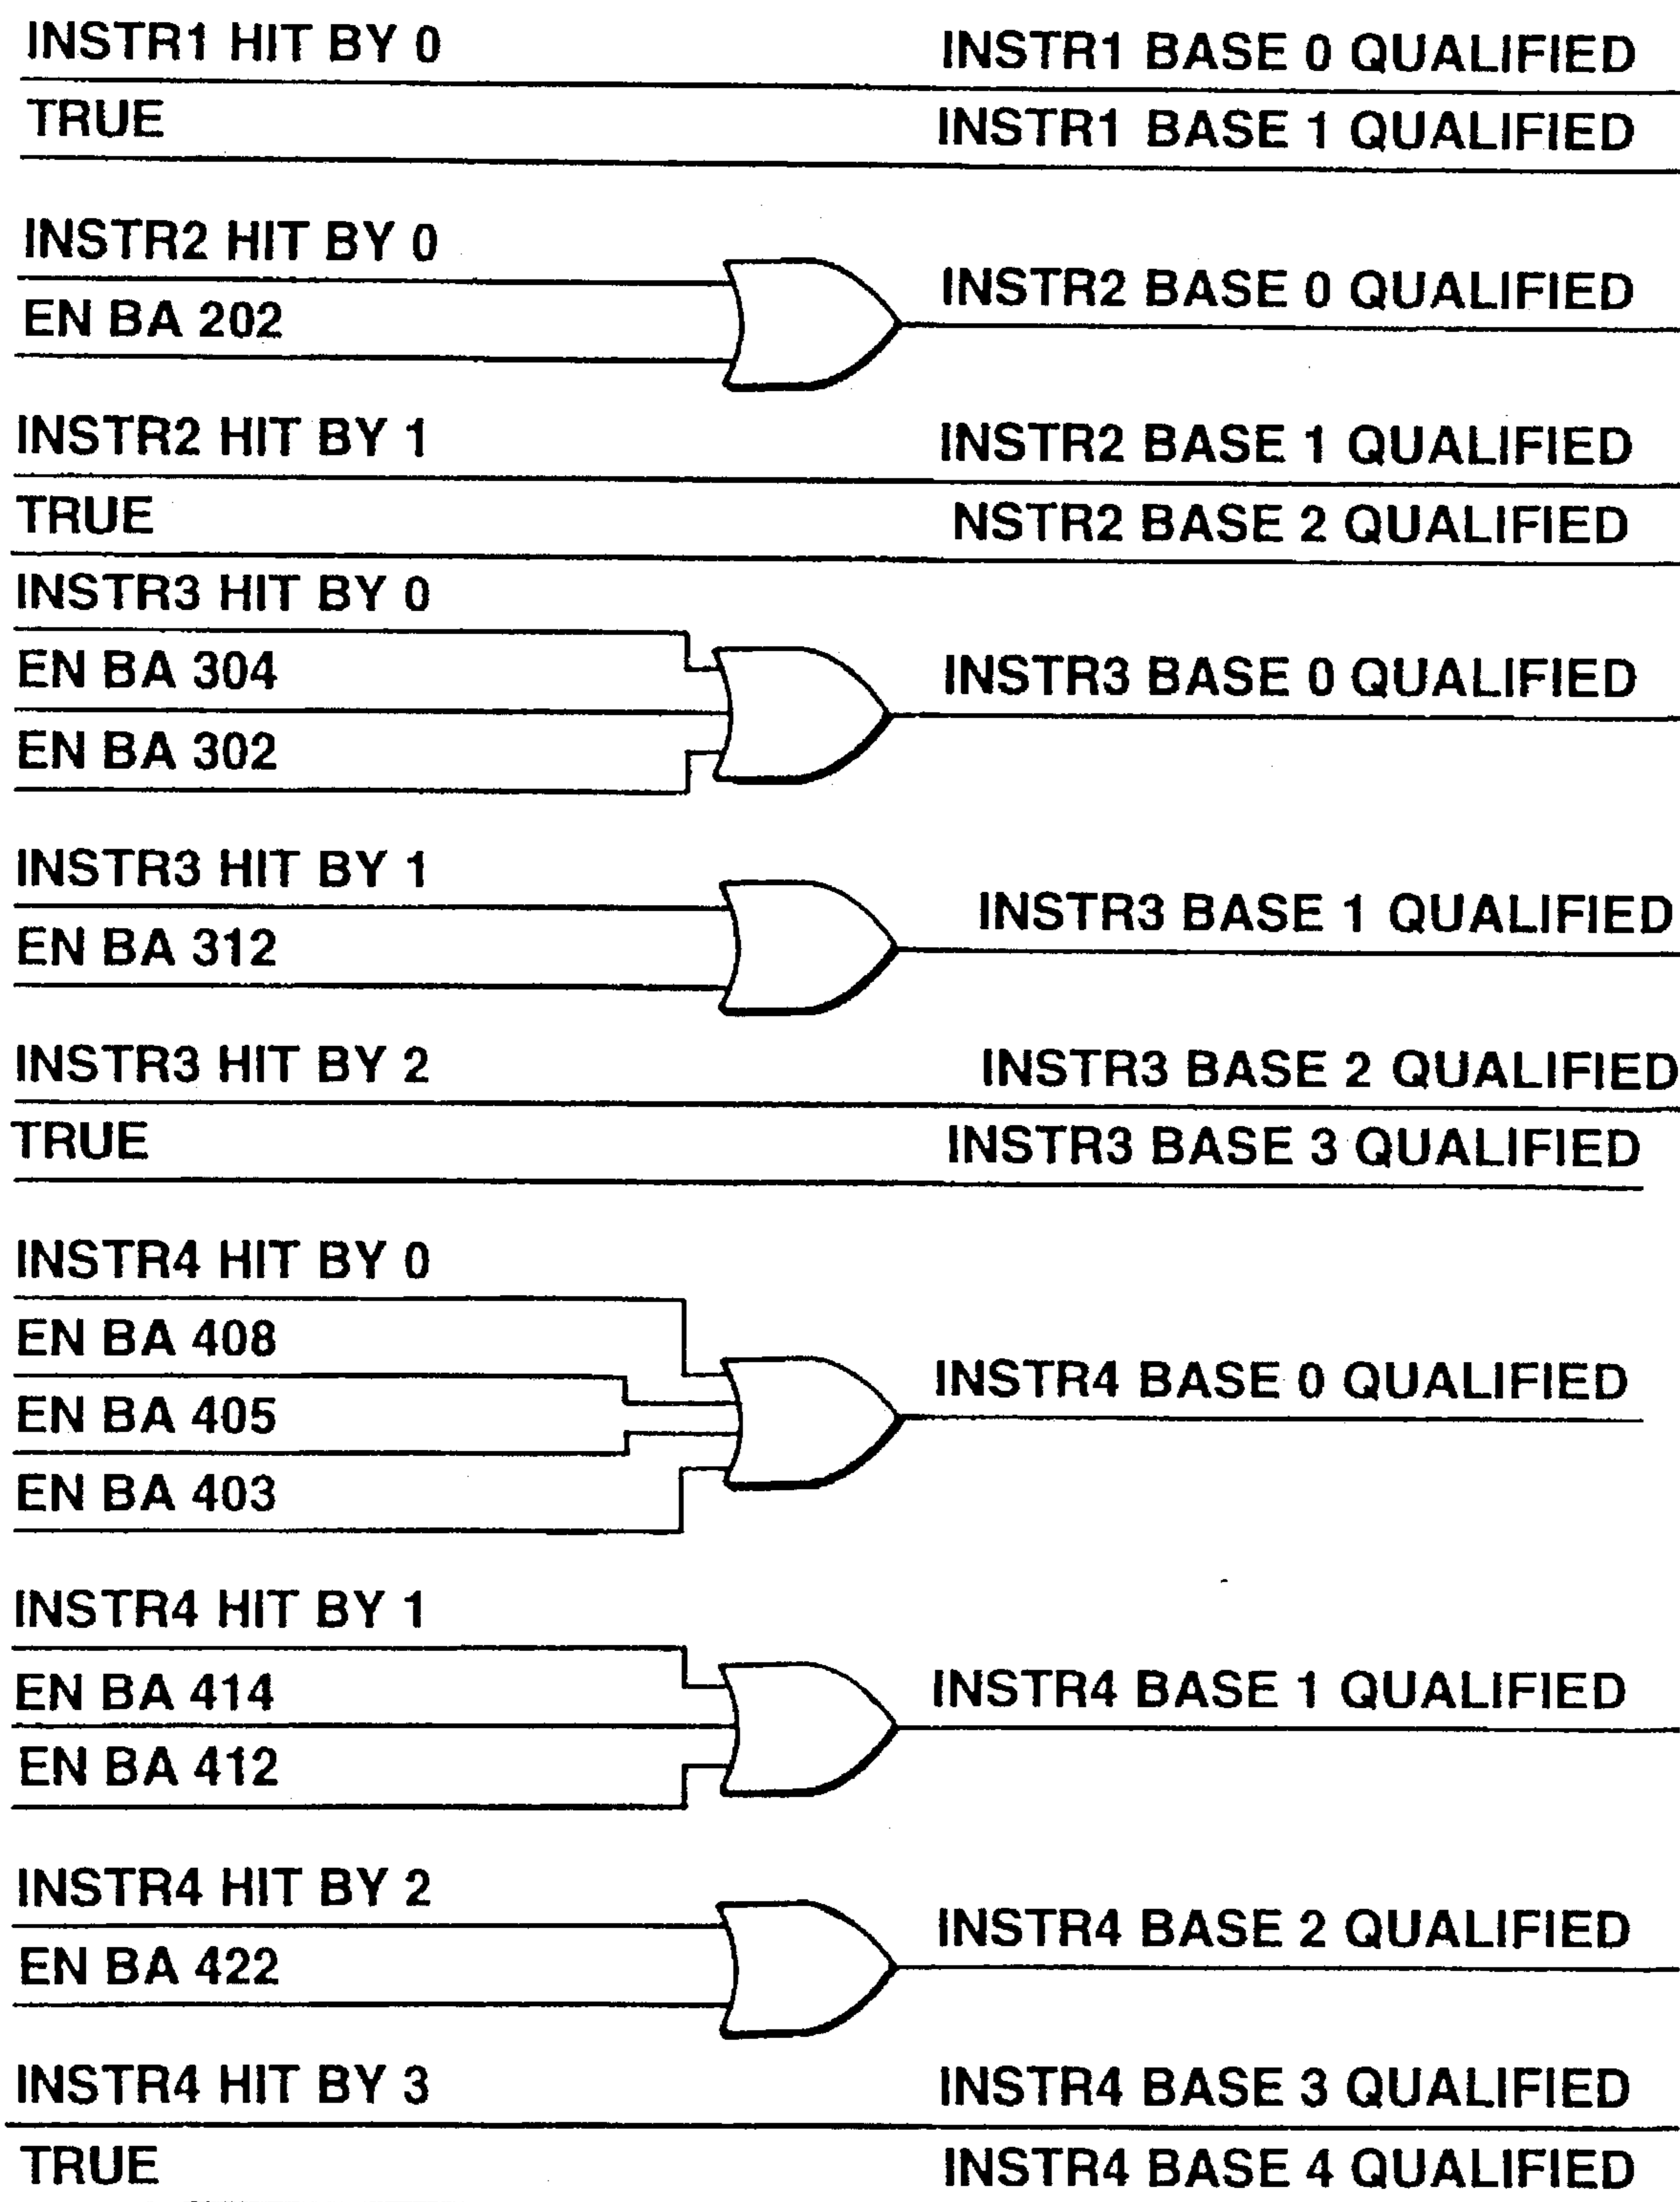 INSTR1 HIT BY 0 INSTR1 BASE 0 QUALIFIED
TRUE INSTR1 BASE 1 QUALIFIED
INSTR2 HIT BY 0
INSTR2 BASE 0 QUALIFIED
EN BA 202
INSTR2 HIT BY 1 INSTR2 BASE 1 QUALIFIED
TRUE NSTR2 BASE 2 QUALIFIED
INSTR3 HIT BY 0
EN BA 304 INSTR3 BASE 0 QUALIFIED
EN BA 302
INSTR3 HIT BY 1
INSTR3 BASE 1 QUALIFIED
EN BA 312
INSTR3 HIT BY 2 INSTR3 BASE 2 QUALIFIED
TRUE INSTR3 BASE 3 QUALIFIED
INSTR4 HIT BY 0
EN BA 408
INSTR4 BASE 0 QUALIFIED
EN BA 405
EN BA 403
INSTR4 HIT BY 1
EN BA 414 INSTR4 BASE 1 QUALIFIED
EN BA 412
INSTR4 HIT BY 2
INSTR4 BASE 2 QUALIFIED
EN BA 422
INSTR4 HIT BY 3 INSTR4 BASE 3 QUALIFIED
TRUE INSTR4 BASE 4 QUALIFIED